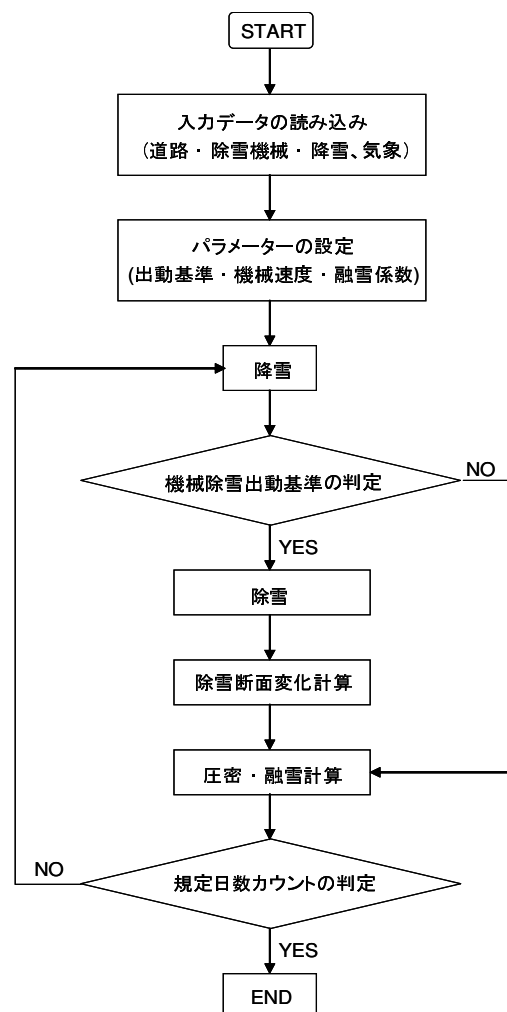 START
入力データの読み込み
(道路・除雪機械・降雪、気象)
パラメーターの設定
(出動基準・機械速度・融雪係数)
降雪
機械除雪出動基準の判定
NO
YES
除雪
除雪断面変化計算
圧密・融雪計算
NO
規定日数カウントの判定
YES
END